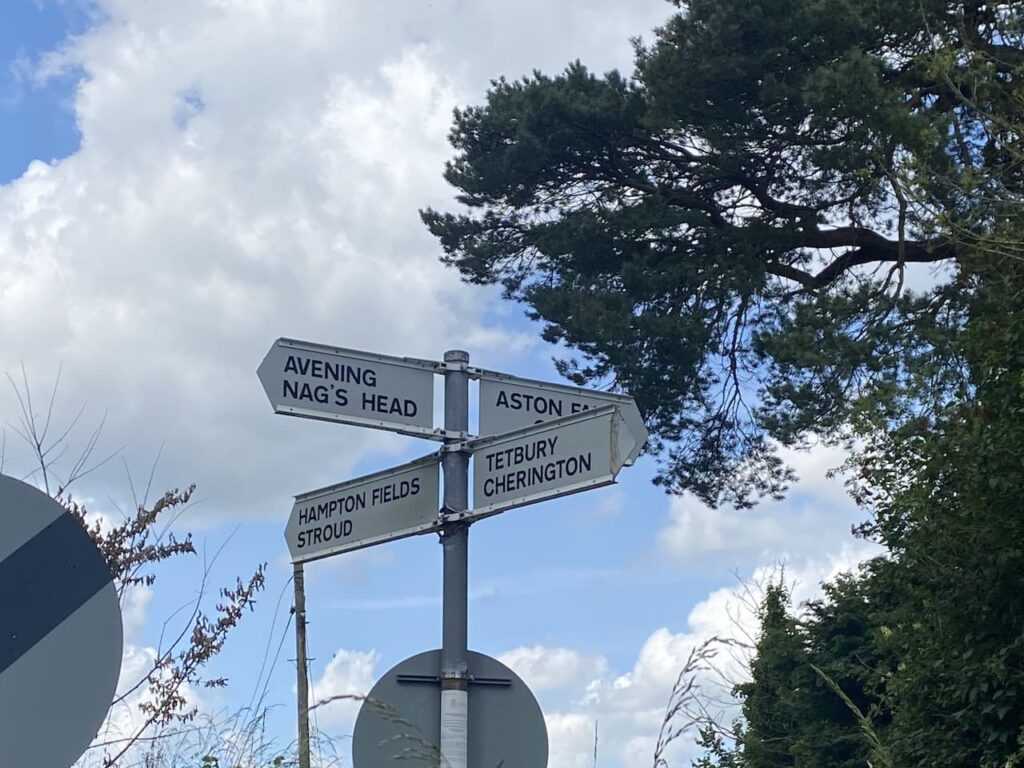 AVENING
NAG'S HEAD
ASTON
TETBURY
CHERINGTON
HAMPTON FIELDS
STROUD